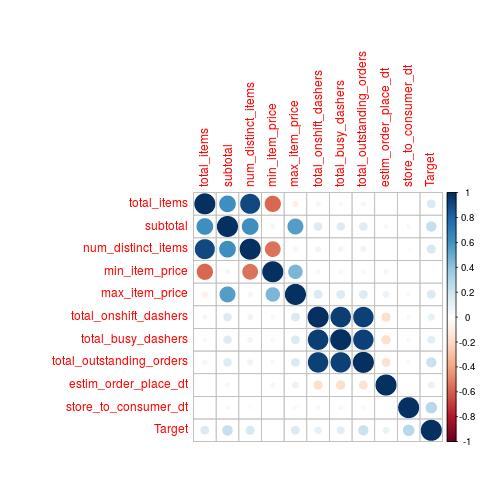 total_items
subtotal
num_distinct_items
min_item_price
max_item_price
total_onshift_dashers
total_busy_dashers
total_outstanding_orders
estim_order_place_dt
store_to_consumer_dt
Target
total_items
subtotal
num_distinct_items
min_item_price
max_item_price
total_onshift_dashers
total_busy_dashers
total_outstanding_orders
estim_order_place_dt
store_to_consumer_dt
Target
1
0.8
0.6
0.4
0.2
0
-0.2
-0.4
-0.6
-0.8
-1